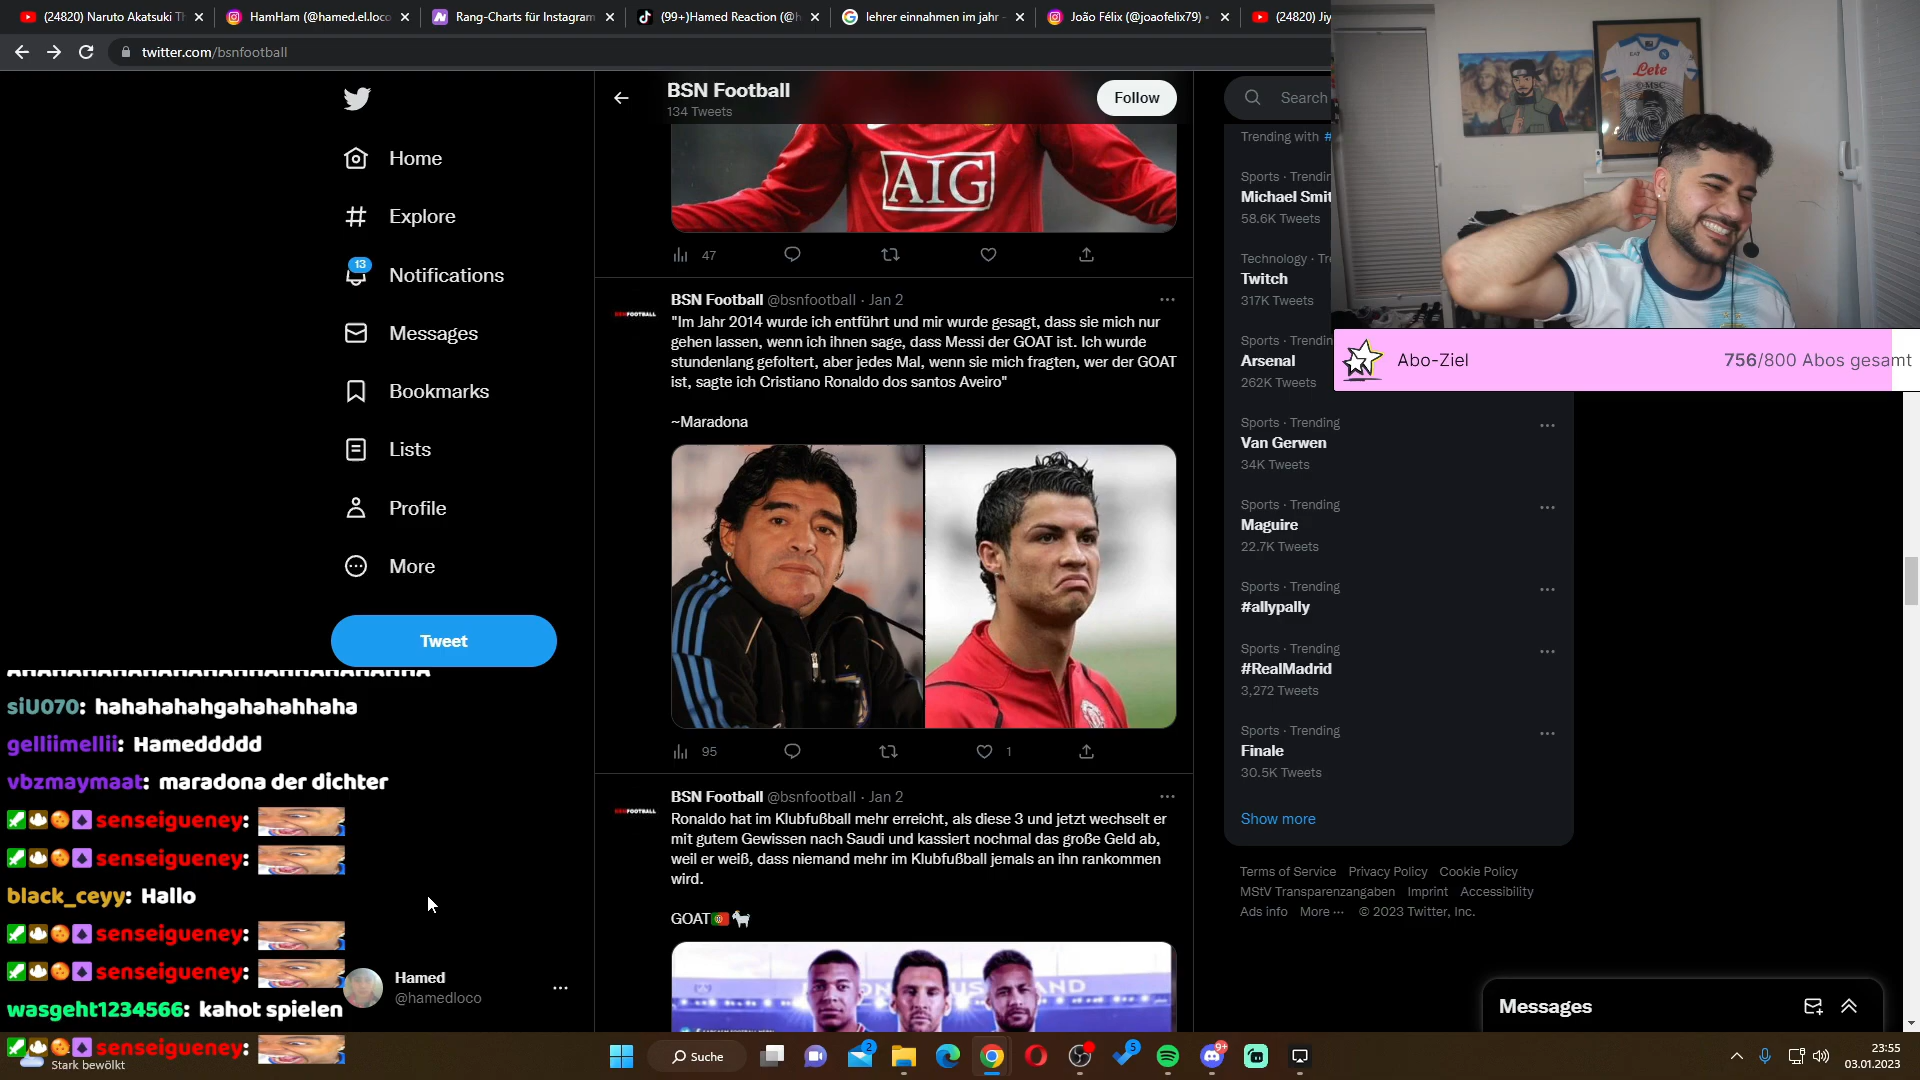 (24820) Naruto Akatsuki T
HamHam (@hamed.el.loco
Rang-Charts für Instagram
(99+)Hamed Reaction (@h
lehrer einnahmen im jahr -
João Félix (@joaofelix79) •
(24820) Jiy
twitter.com/bsnfootball
Home
Explore
13
Notifications
Messages
Bookmarks
Lists
Profile
More
Tweet
BSN Football
134 Tweets
Follow
AIG
47
BSN Football @bsnfootball · Jan 2
"Im Jahr 2014 wurde ich entführt und mir wurde gesagt, dass sie mich nur
gehen lassen, wenn ich ihnen sage, dass Messi der GOAT ist. Ich wurde
stundenlang gefoltert, aber jedes Mal, wenn sie mich fragten, wer der GOAT
ist, sagte ich Cristiano Ronaldo dos santos Aveiro"
~Maradona
95
1
BSN Football @bsnfootball · Jan 2
Ronaldo hat im Klubfußball mehr erreicht, als diese 3 und jetzt wechselt er
mit gutem Gewissen nach Saudi und kassiert nochmal das große Geld ab,
weil er weiß, dass niemand mehr im Klubfußball jemals an ihn rankommen
wird.
GOAT🇵🇹🐐
Search
Trending with #
Sports · Trendin
Michael Smit
58.6K Tweets
Technology · Tre
Twitch
317K Tweets
Sports · Trendin
Arsenal
262K Tweets
Sports · Trending
Van Gerwen
34K Tweets
Sports · Trending
Maguire
22.7K Tweets
Sports · Trending
#allypally
Sports · Trending
#RealMadrid
3,272 Tweets
Sports · Trending
Finale
30.5K Tweets
Show more
Terms of Service Privacy Policy Cookie Policy
MStV Transparenzangaben Imprint Accessibility
Ads info More ··· © 2023 Twitter, Inc.
Lete
MSC
Abo-Ziel 756/800 Abos gesamt
siU070: hahahahahgahahahhaha
gelliimellii: Hameddddd
vbzmaymaat: maradona der dichter
senseigueney:
senseigueney:
black_ceyy: Hallo
senseigueney:
senseigueney:
wasgeht1234566: kahot spielen
senseigueney:
Hamed
@hamedloco
Messages
Stark bewölkt
Suche
2
5
9+
23:55
03.01.2023